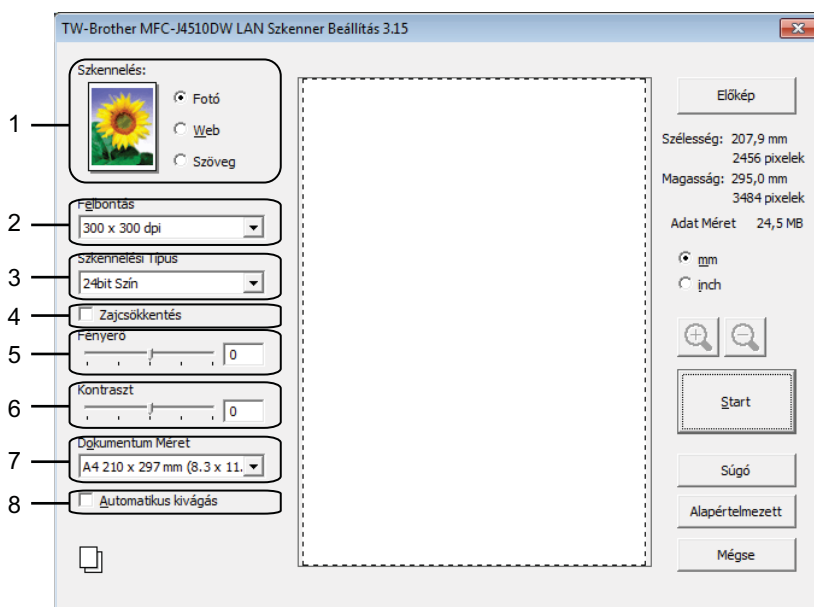 TW-Brother MFC-J4510DW LAN Szkenner Beállítás 3.15
1
Szkennelés:
Fotó
Web
Szöveg
2
Felbontás
300 x 300 dpi
3
Szkennelési Típus
24bit Szín
4
Zajcsökkentés
5
Fényerő
0
6
Kontraszt
0
7
Dokumentum Méret
A4 210 x 297 mm (8.3 x 11.
8
Automatikus kivágás
Előkép
Szélesség: 207,9 mm
2456 pixelek
Magasság: 295,0 mm
3484 pixelek
Adat Méret 24,5 MB
mm
inch
Start
Súgó
Alapértelmezett
Mégse